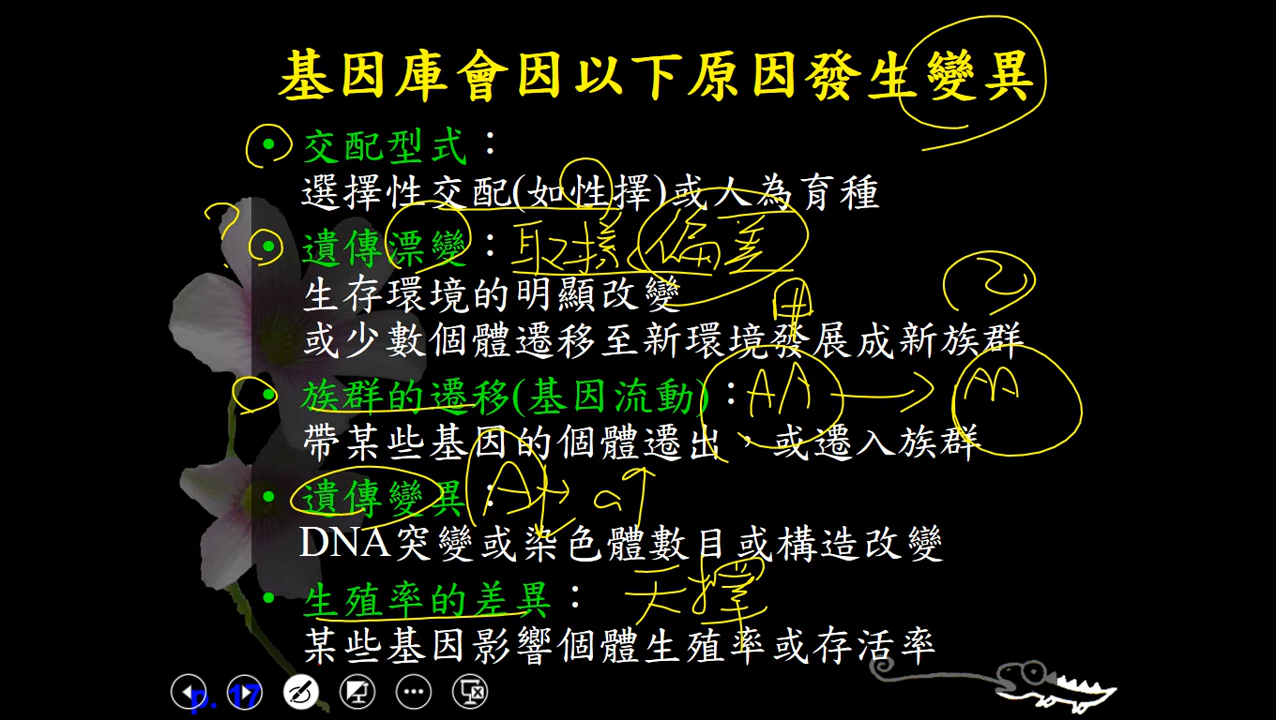 基因庫會因以下原因發生變異
• 交配型式：
選擇性交配(如性擇)或人為育種
? • 遺傳漂變：取樣偏差
生存環境的明顯改變
或少數個體遷移至新環境發展成新族群
• 族群的遷移(基因流動)：AA → AA
帶某些基因的個體遷出，或遷入族群
• 遺傳變異：A → a↑
DNA突變或染色體數目或構造改變
• 生殖率的差異： 天擇
某些基因影響個體生殖率或存活率
p. 17